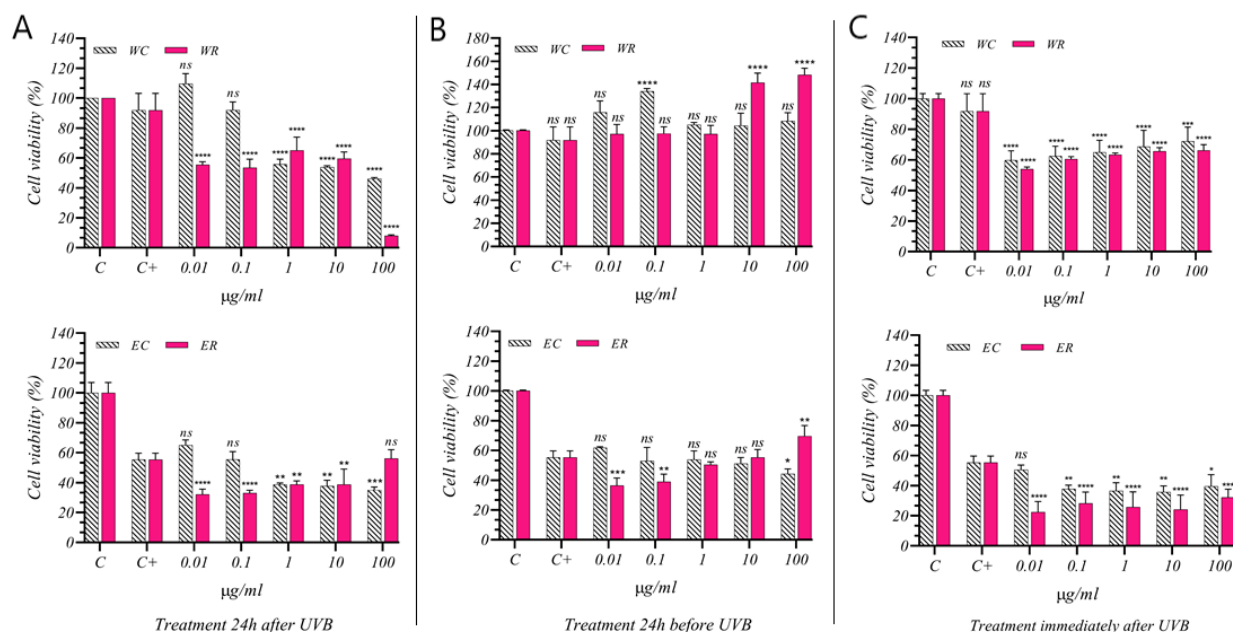 A
WC WR
Cell viability (%)
140
120
100
80
60
40
20
0
ns
ns
****
****
****
****
****
****
****
****
C C+ 0.01 0.1 1 10 100
µg/ml
EC ER
Cell viability (%)
140
120
100
80
60
40
20
0
ns
ns
ns
****
****
**
**
**
**
***
C C+ 0.01 0.1 1 10 100
µg/ml
Treatment 24h after UVB
B
WC WR
Cell viability (%)
180
160
140
120
100
80
60
40
20
0
ns ns ns ns **** ns ns ns ns **** ns ****
C C+ 0.01 0.1 1 10 100
µg/ml
EC ER
Cell viability (%)
140
120
100
80
60
40
20
0
ns *** ns ** ns ns ns ns * **
C C+ 0.01 0.1 1 10 100
µg/ml
Treatment 24h before UVB
C
WC WR
Cell viability (%)
140
120
100
80
60
40
20
0
ns ns **** **** **** **** **** **** **** **** *** ****
C C+ 0.01 0.1 1 10 100
µg/ml
EC ER
Cell viability (%)
140
120
100
80
60
40
20
0
ns **** ** **** ** **** ** **** * ***
C C+ 0.01 0.1 1 10 100
µg/ml
Treatment immediately after UVB